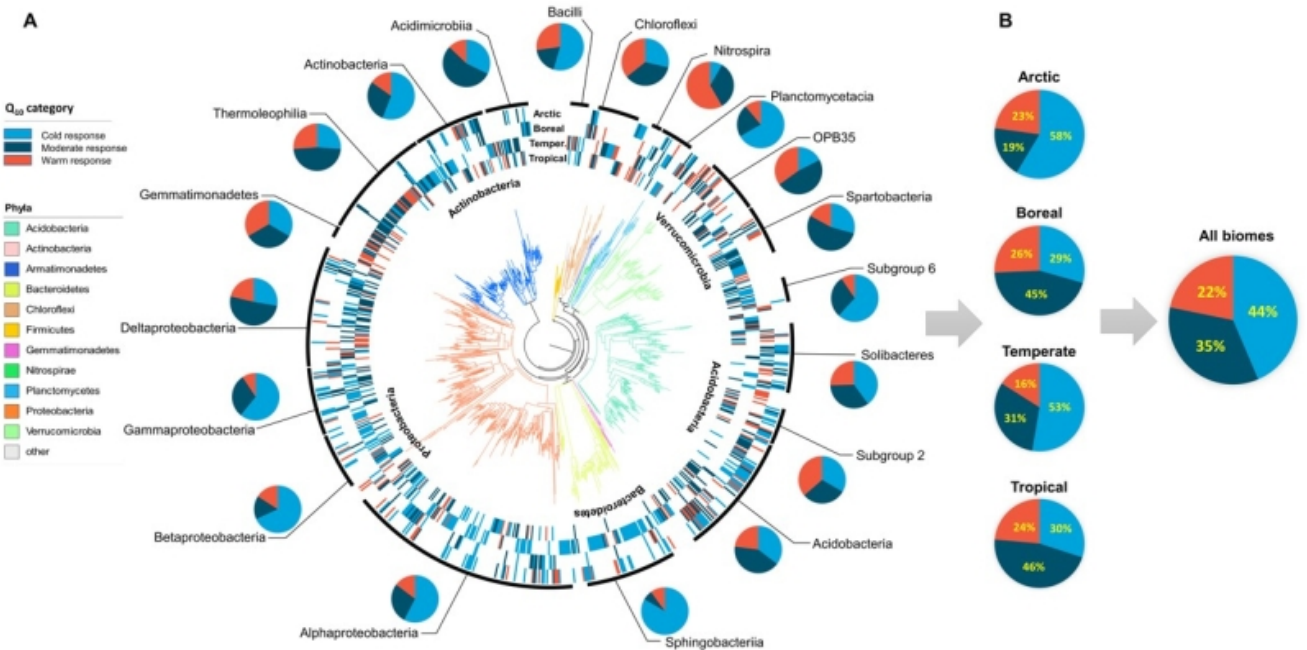 A
B
Q10 category
Cold response
Moderate response
Warm response
Phyla
Acidobacteria
Actinobacteria
Armatimonadetes
Bacteroidetes
Chloroflexi
Firmicutes
Gemmatimonadetes
Nitrospirae
Planctomycetes
Proteobacteria
Verrucomicrobia
other
Bacilli
Chloroflexi
Nitrospira
Planctomycetacia
OPB35
Spartobacteria
Subgroup 6
Solibacteres
Subgroup 2
Acidobacteria
Sphingobacteriia
Alphaproteobacteria
Betaproteobacteria
Gammaproteobacteria
Deltaproteobacteria
Gemmatimonadetes
Thermoleophilia
Actinobacteria
Acidimicrobiia
Arctic
Boreal
Temper.
Tropical
Actinobacteria
Verrucomicrobia
Acidobacteria
Bacteroidetes
Proteobacteria
Arctic
23%
58%
19%
Boreal
26%
29%
45%
Temperate
16%
31%
53%
Tropical
24%
30%
46%
All biomes
22%
44%
35%